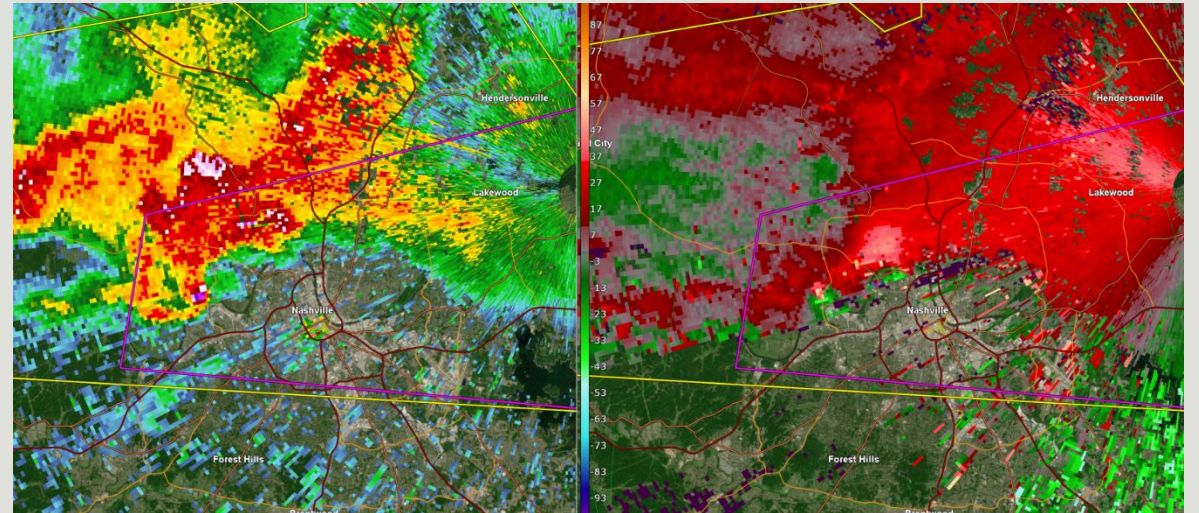 87
77
67
57
Hendersonville
Hendersonville
47
City
37
27
Lakewood
Lakewood
17
7
-3
-13
Nashville
Nashville
-23
-33
-43
-53
-63
-73
Forest Hills
Forest Hills
-83
-93